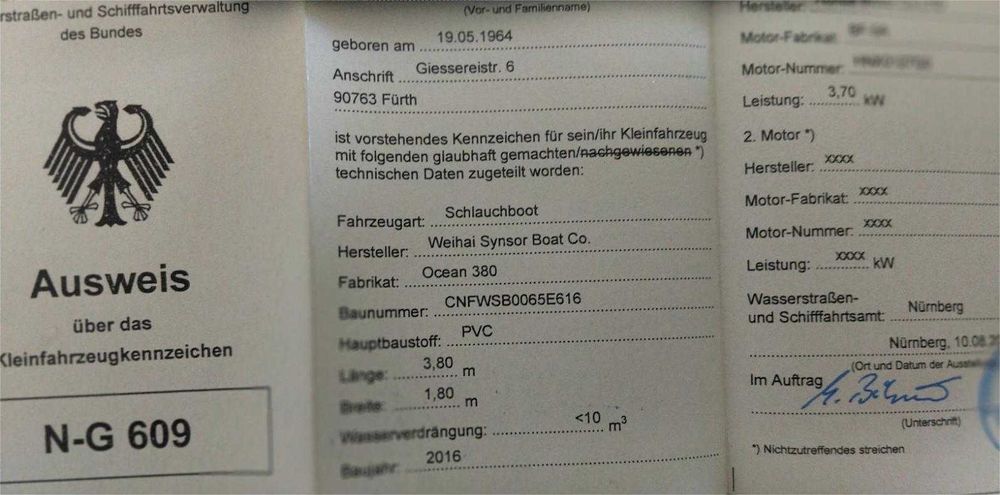 rstraßen- und Schifffahrtsverwaltung
des Bundes
Ausweis
über das
Kleinfahrzeugkennzeichen
N-G 609
(Vor- und Familienname)
geboren am 19.05.1964
Anschrift Giessereistr. 6
90763 Fürth
ist vorstehendes Kennzeichen für sein/ihr Kleinfahrzeug
mit folgenden glaubhaft gemachten/nachgewiesenen *)
technischen Daten zugeteilt worden:
Fahrzeugart: Schlauchboot
Hersteller: Weihai Synsor Boat Co.
Fabrikat: Ocean 380
Baunummer: CNFWSB0065E616
Hauptbaustoff: PVC
Länge: 3,80 m
Breite: 1,80 m
Wasserverdrängung: <10 m³
Baujahr: 2016
Hersteller:
Motor-Fabrikat:
Motor-Nummer:
Leistung: 3,70 kW
2. Motor *)
Hersteller: xxxx
Motor-Fabrikat: xxxx
Motor-Nummer: xxxx
Leistung: xxxx kW
Wasserstraßen-
und Schifffahrtsamt: Nürnberg
Nürnberg, 10.08.
(Ort und Datum der
Im Auftrag
(Unterschrift)
*) Nichtzutreffendes streichen